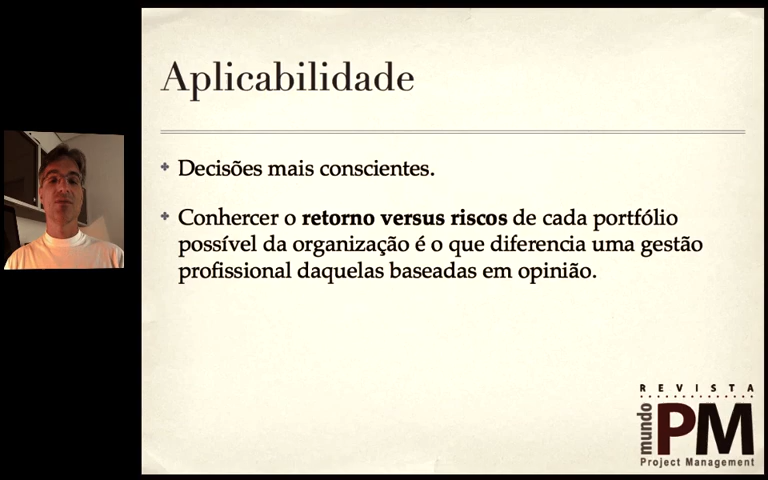 Aplicabilidade
Decisões mais conscientes.
Conhercer o retorno versus riscos de cada portfólio
possível da organização é o que diferencia uma gestão
profissional daquelas baseadas em opinião.
REVISTA
mundo
PM
Project Management